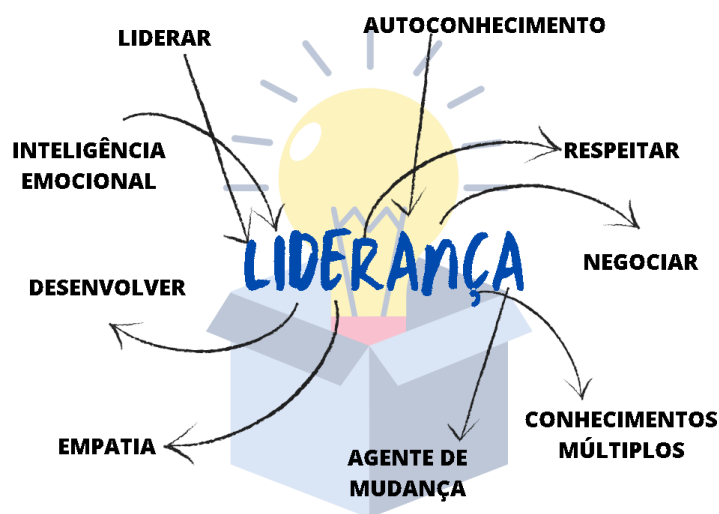 LIDERAR
AUTOCONHECIMENTO
INTELIGÊNCIA
EMOCIONAL
RESPEITAR
LIDERANÇA
NEGOCIAR
DESENVOLVER
CONHECIMENTOS
MÚLTIPLOS
EMPATIA
AGENTE DE
MUDANÇA